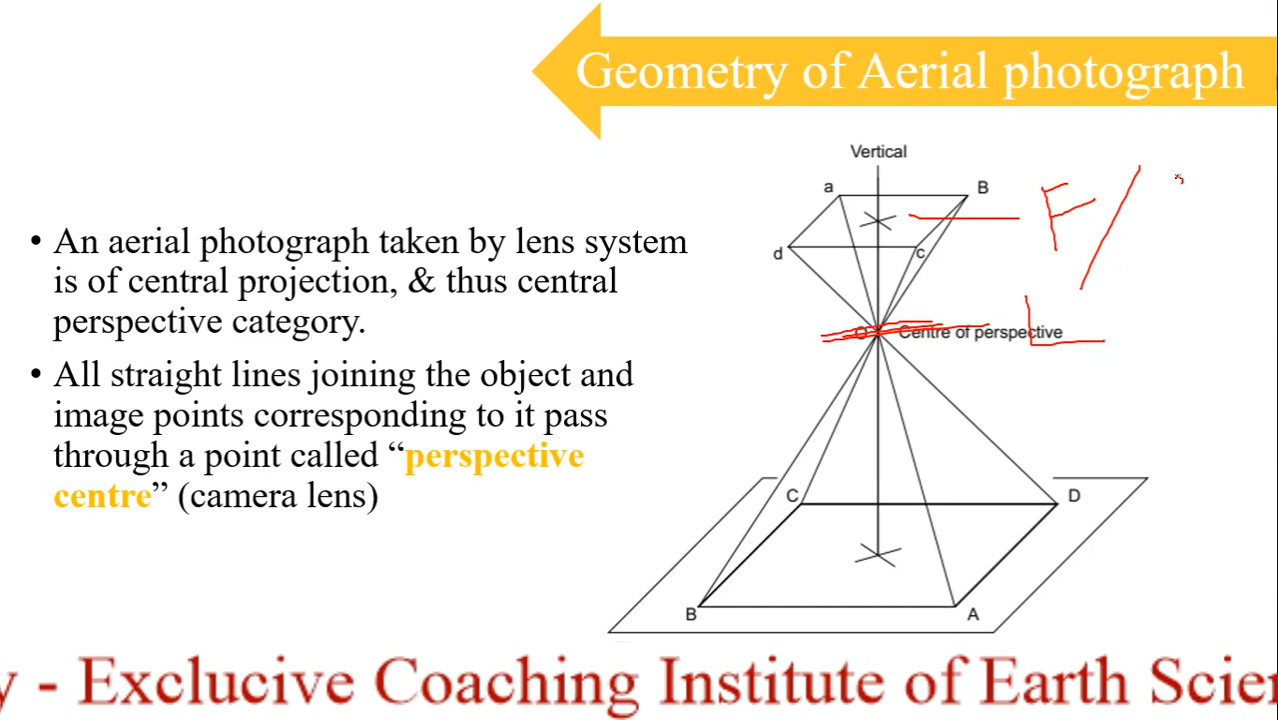 Geometry of Aerial photograph
• An aerial photograph taken by lens system
is of central projection, & thus central
perspective category.
• All straight lines joining the object and
image points corresponding to it pass
through a point called “perspective
centre” (camera lens)
Vertical
a
B
F/
d
c
O Centre of perspective
L
C
D
B
A
y - Exclucive Coaching Institute of Earth Scien